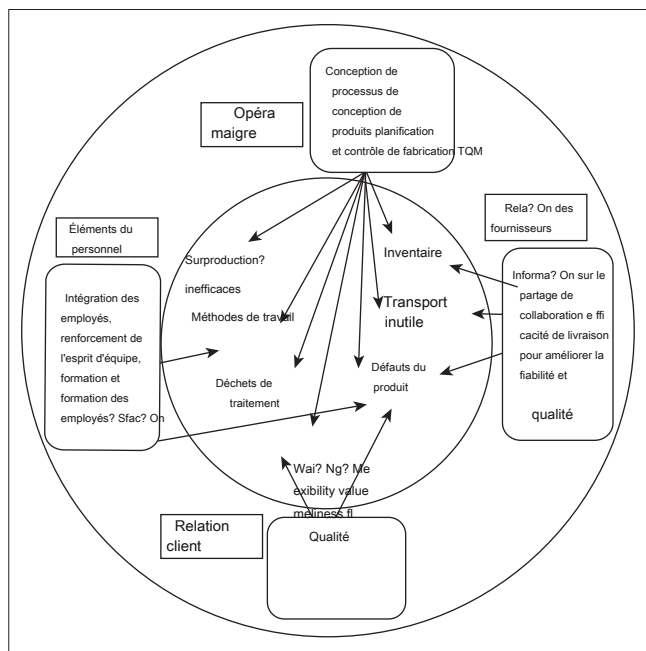 Conception de
processus de
conception de
produits planification
et contrôle de fabrication TQM
Opéra
maigre
Éléments du
personnel
Rela? On des
fournisseurs
Intégration des
employés,
renforcement de
l'esprit d'équipe,
formation et
formation des
employés? Sfac? On
Surproduction?
inefficaces
Méthodes de travail
Déchets de
traitement
Inventaire
Transport
inutile
Défauts du
produit
Informa? On sur le
partage de
collaboration e ffi
cacité de livraison
pour améliorer la
fiabilité et
qualité
Wai? Ng? Me
exibility value
meliness fl
Relation
client
Qualité